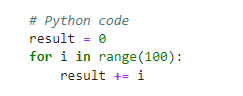 # Python code
result = 0
for i in range(100):
    result += i